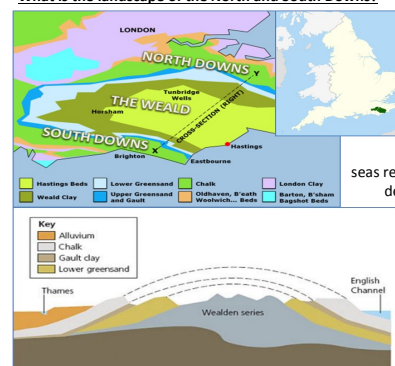 What is the landscape of the North and South Downs?
LONDON
NORTH DOWNS
Y
Tunbridge
Wells
THE WEALD
Horsham
CROSS-SECTION (RIGHT)
SOUTH DOWNS
X
Hastings
Brighton
Eastbourne
Hastings Beds
Lower Greensand
Chalk
London Clay
Weald Clay
Upper Greensand
and Gault
Oldhaven, B'eath
Woolwich... Beds
Barton, B'sham
Bagshot Beds
seas re
de
Key
Alluvium
Chalk
Gault clay
Lower greensand
Thames
English
Channel
Wealden series